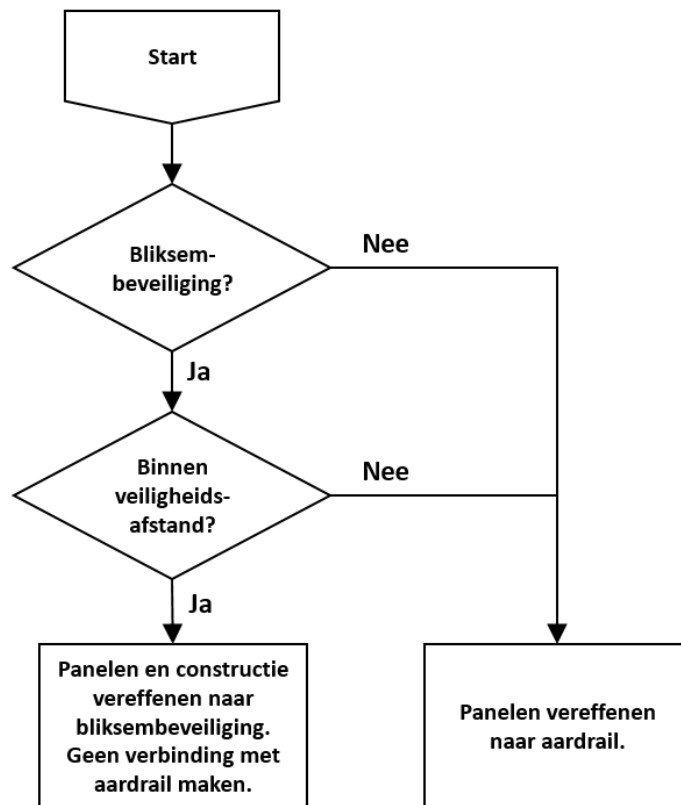 Start
Bliksem-
beveiliging?
Nee
Ja
Binnen
veiligheids-
afstand?
Nee
Ja
Panelen en constructie
vereffenen naar
bliksembeveiliging.
Geen verbinding met
aardrail maken.
Panelen vereffenen
naar aardrail.